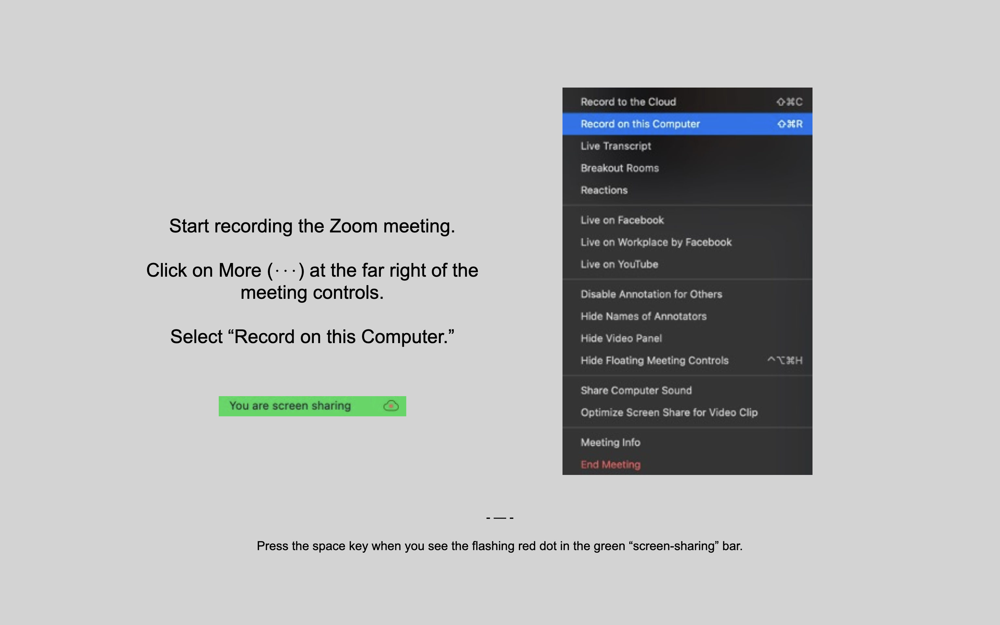 Start recording the Zoom meeting.
Click on More (· · ·) at the far right of the
meeting controls.
Select “Record on this Computer.”
You are screen sharing
Record to the Cloud ⇧⌘C
Record on this Computer ⇧⌘R
Live Transcript
Breakout Rooms
Reactions
Live on Facebook
Live on Workplace by Facebook
Live on YouTube
Disable Annotation for Others
Hide Names of Annotators
Hide Video Panel
Hide Floating Meeting Controls ^⌥⌘H
Share Computer Sound
Optimize Screen Share for Video Clip
Meeting Info
End Meeting
- — -
Press the space key when you see the flashing red dot in the green “screen-sharing” bar.